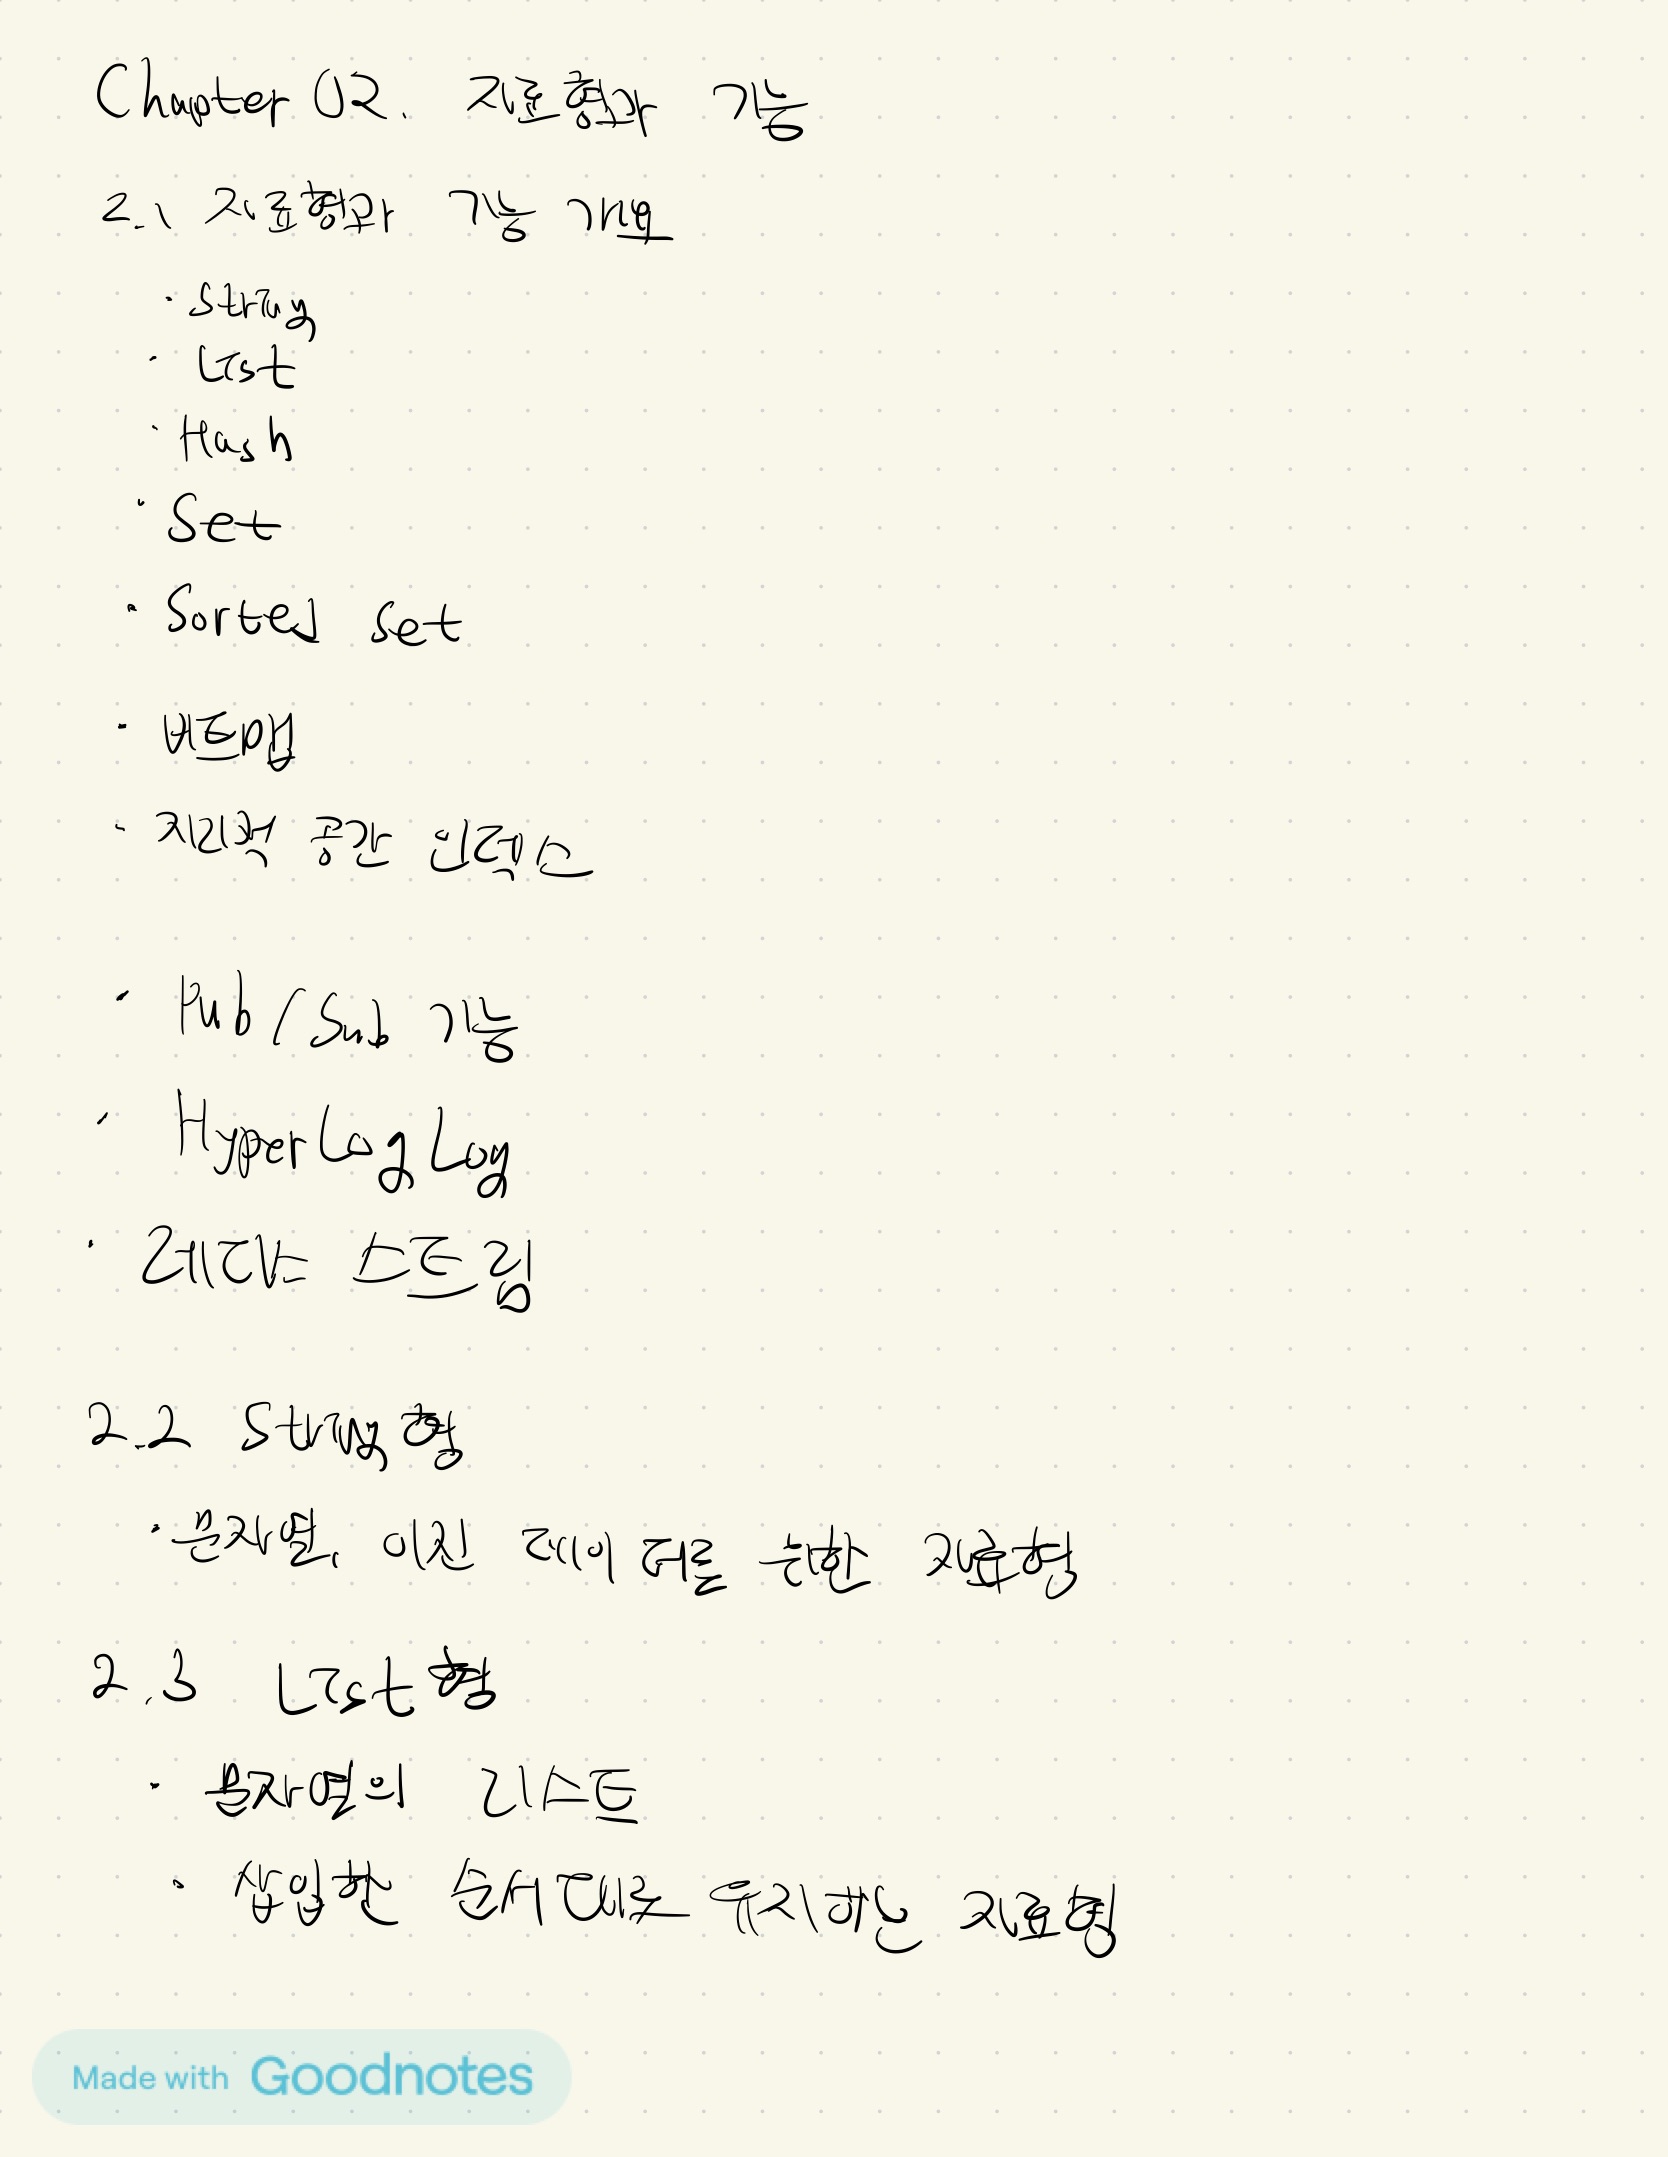 Chapter 02. 자료형과 기능
2.1 자료형과 기능 개요
· String
· List
· Hash
· Set
· Sorted Set
· 비트맵
· 지리적 공간 인덱스
· Pub/Sub 기능
· HyperLogLog
· 레디스 스트림
2.2 String형
· 문자열, 이진 데이터를 위한 자료형
2.3 List형
· 문자열의 리스트
· 삽입한 순서대로 유지하는 자료형
Made with Goodnotes